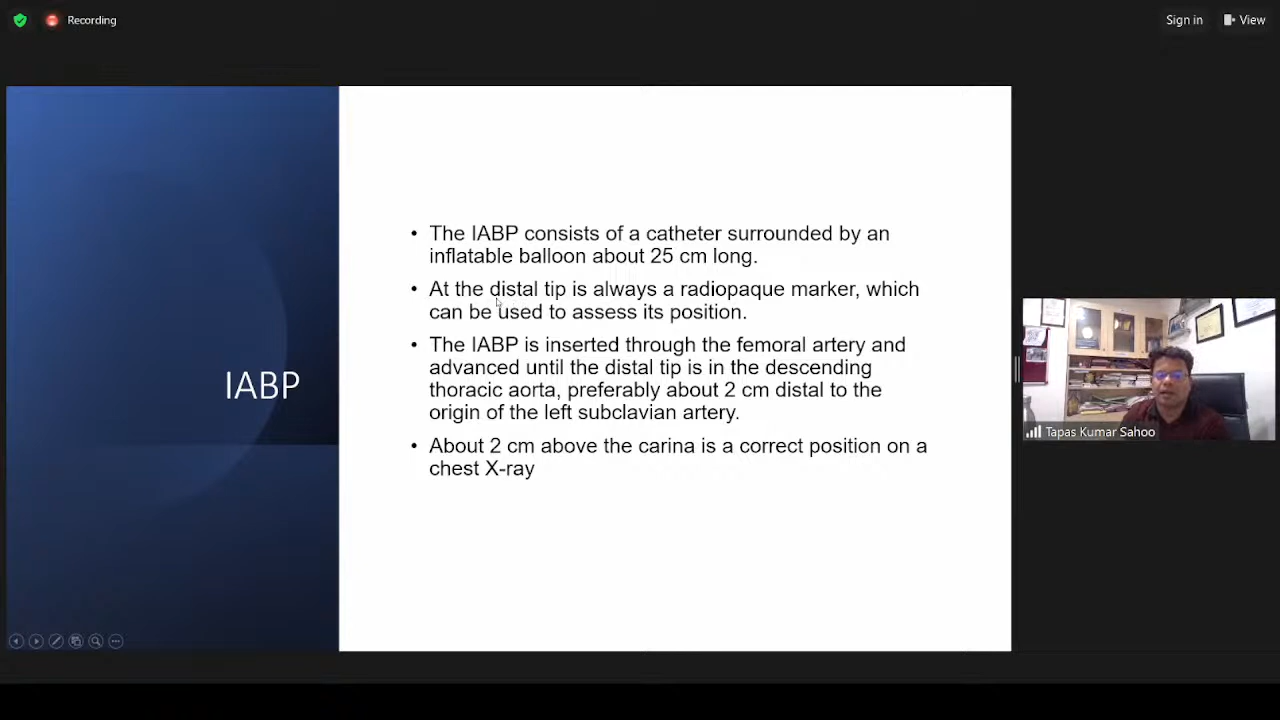 Recording
Sign in
View
IABP
• The IABP consists of a catheter surrounded by an
inflatable balloon about 25 cm long.
• At the distal tip is always a radiopaque marker, which
can be used to assess its position.
• The IABP is inserted through the femoral artery and
advanced until the distal tip is in the descending
thoracic aorta, preferably about 2 cm distal to the
origin of the left subclavian artery.
• About 2 cm above the carina is a correct position on a
chest X-ray
Tapas Kumar Sahoo